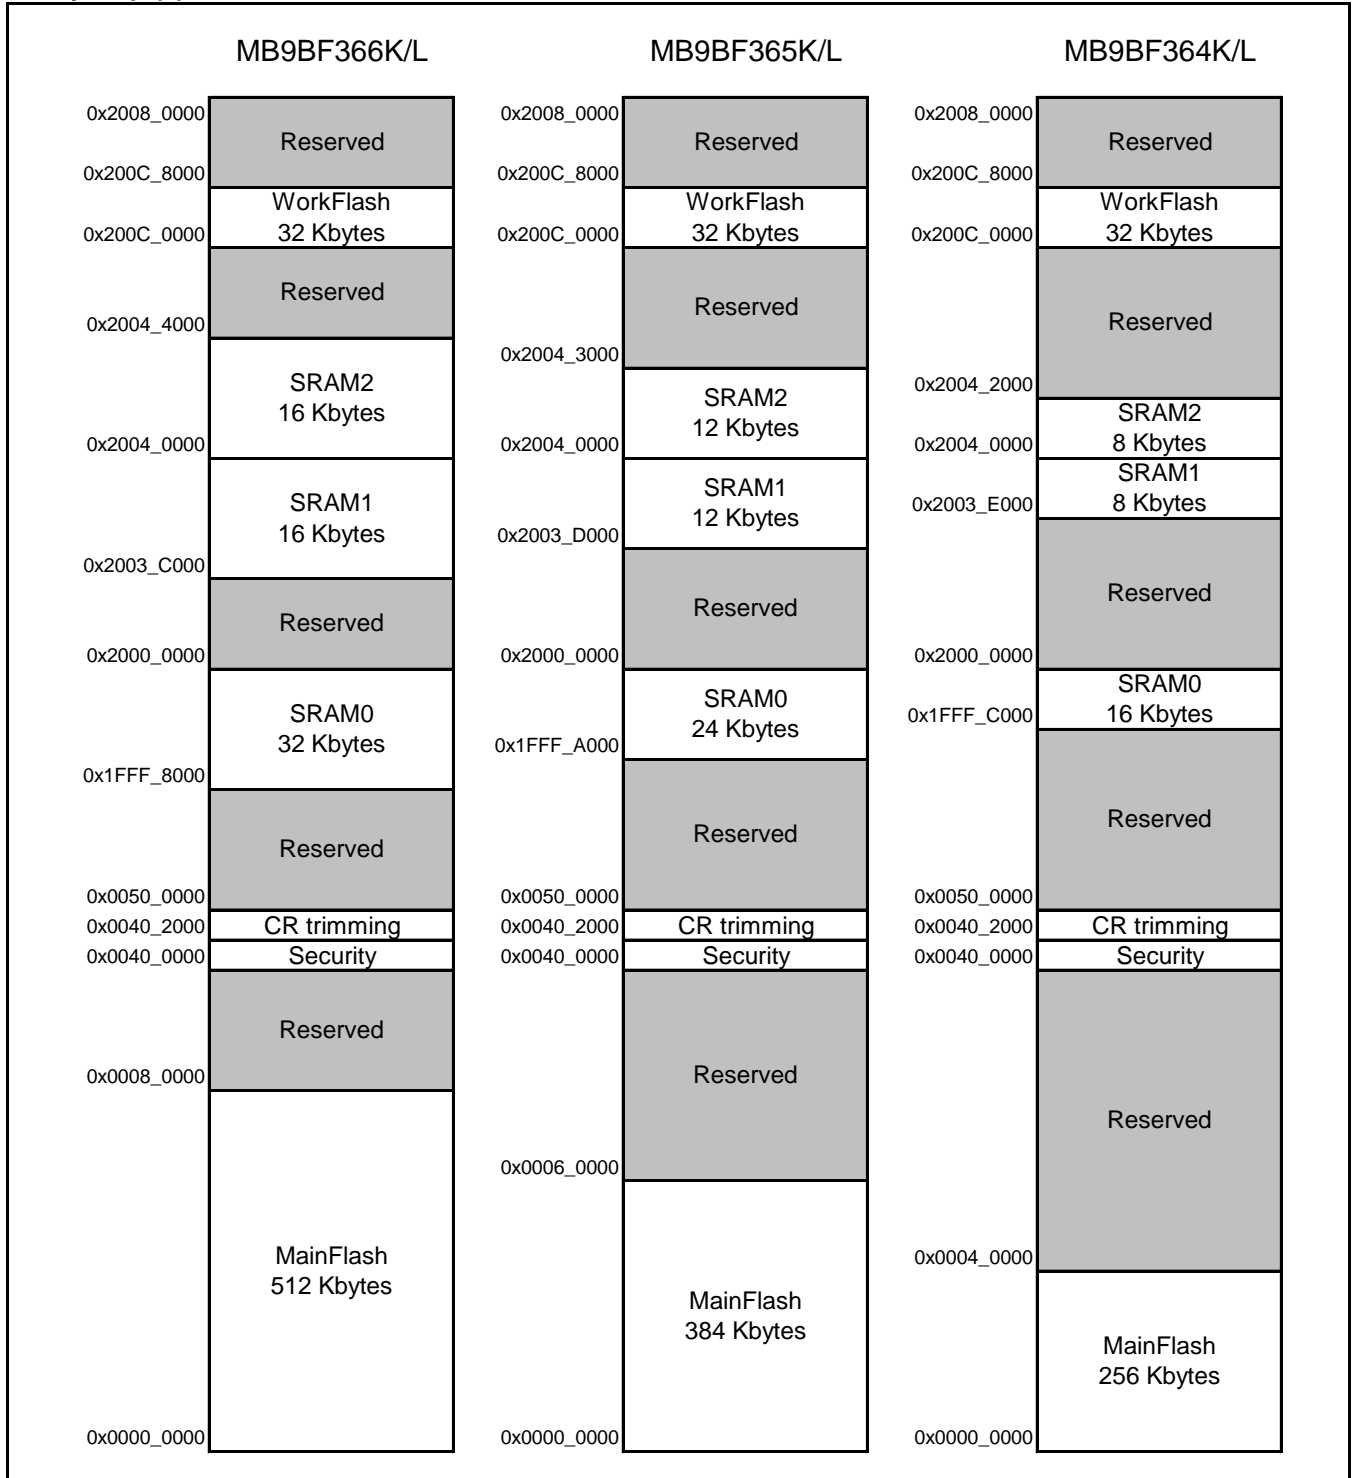 MB9BF366K/L
0x2008_0000
Reserved
0x200C_8000
WorkFlash
32 Kbytes
0x200C_0000
Reserved
0x2004_4000
SRAM2
16 Kbytes
0x2004_0000
SRAM1
16 Kbytes
0x2003_C000
Reserved
0x2000_0000
SRAM0
32 Kbytes
0x1FFF_8000
Reserved
0x0050_0000
0x0040_2000 CR trimming
0x0040_0000 Security
Reserved
0x0008_0000
MainFlash
512 Kbytes
0x0000_0000
MB9BF365K/L
0x2008_0000
Reserved
0x200C_8000
WorkFlash
32 Kbytes
0x200C_0000
Reserved
0x2004_3000
SRAM2
12 Kbytes
0x2004_0000
SRAM1
12 Kbytes
0x2003_D000
Reserved
0x2000_0000
SRAM0
24 Kbytes
0x1FFF_A000
Reserved
0x0050_0000
0x0040_2000 CR trimming
0x0040_0000 Security
Reserved
0x0006_0000
MainFlash
384 Kbytes
0x0000_0000
MB9BF364K/L
0x2008_0000
Reserved
0x200C_8000
WorkFlash
32 Kbytes
0x200C_0000
Reserved
0x2004_2000
SRAM2
8 Kbytes
0x2004_0000
SRAM1
8 Kbytes
0x2003_E000
Reserved
0x2000_0000
SRAM0
16 Kbytes
0x1FFF_C000
Reserved
0x0050_0000
0x0040_2000 CR trimming
0x0040_0000 Security
Reserved
0x0004_0000
MainFlash
256 Kbytes
0x0000_0000